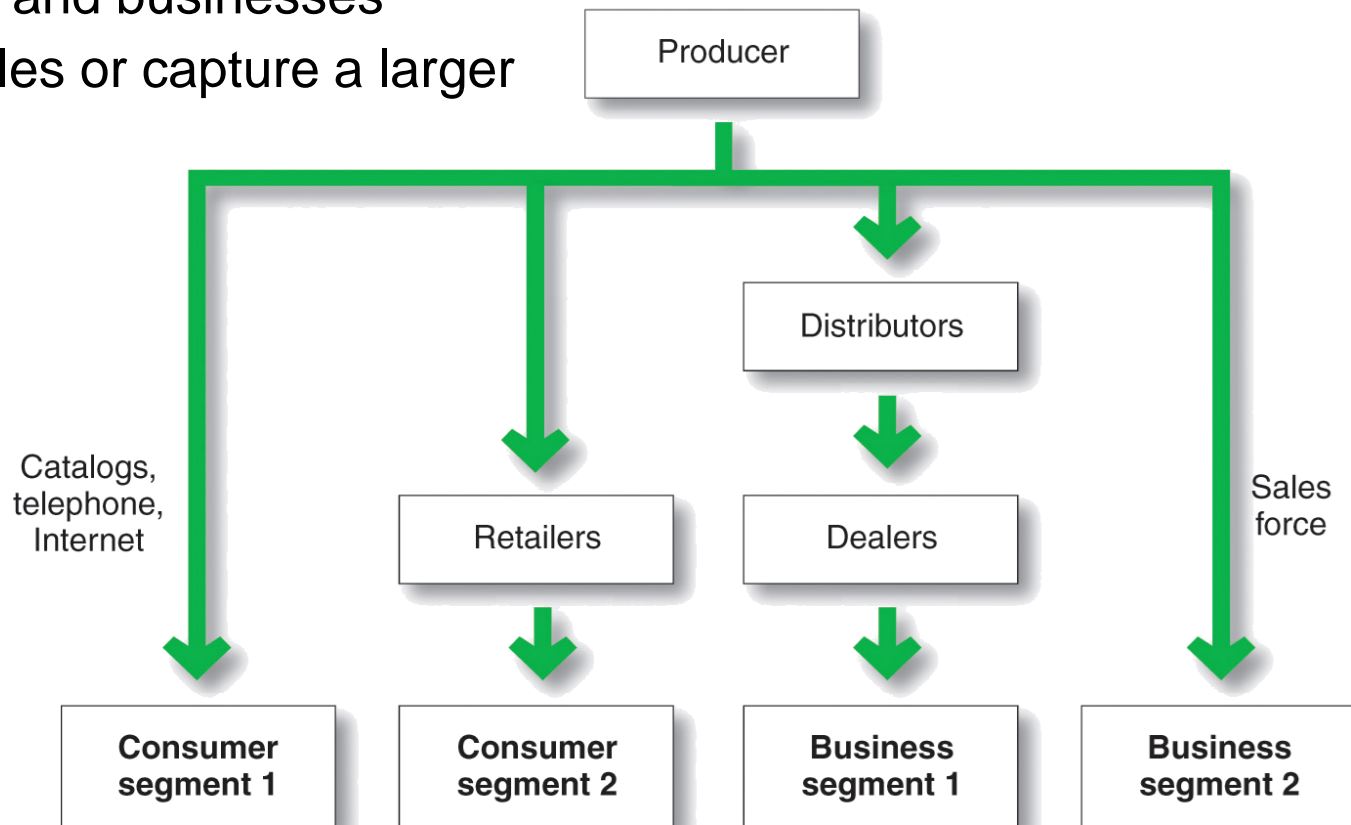 and businesses
les or capture a larger
Producer
Distributors
Catalogs,
telephone,
Internet
Sales
force
Retailers
Dealers
Consumer
segment 1
Consumer
segment 2
Business
segment 1
Business
segment 2